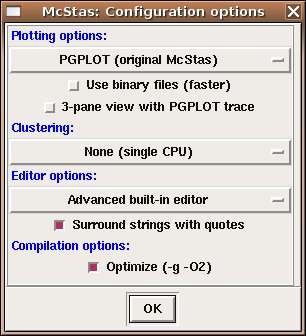 McStas: Configuration options
Plotting options:
PGPLOT (original McStas)
Use binary files (faster)
3-pane view with PGPLOT trace
Clustering:
None (single CPU)
Editor options:
Advanced built-in editor
Surround strings with quotes
Compilation options:
Optimize (-g -O2)
OK